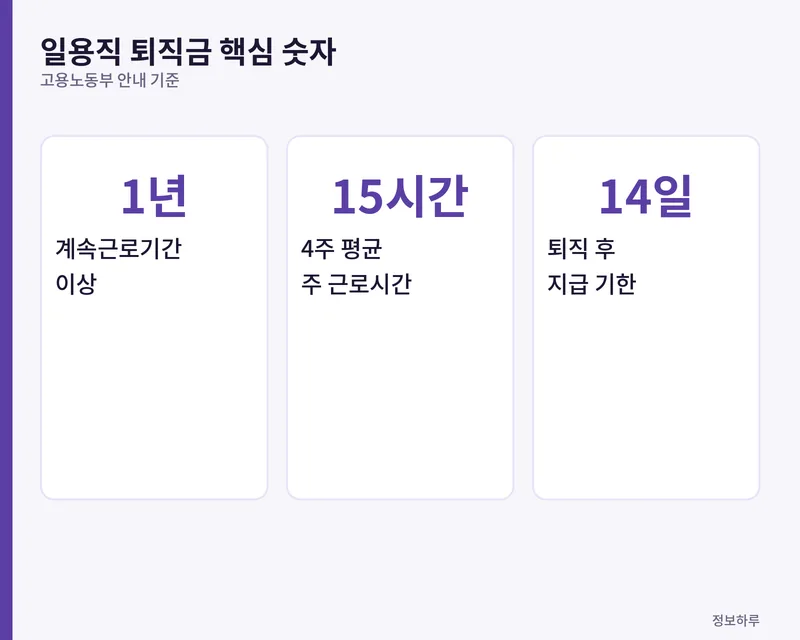 일용직 퇴직금 핵심 숫자
고용노동부 안내 기준
1년
계속근로기간
이상
15시간
4주 평균
주 근로시간
14일
퇴직 후
지급 기한
정보하루